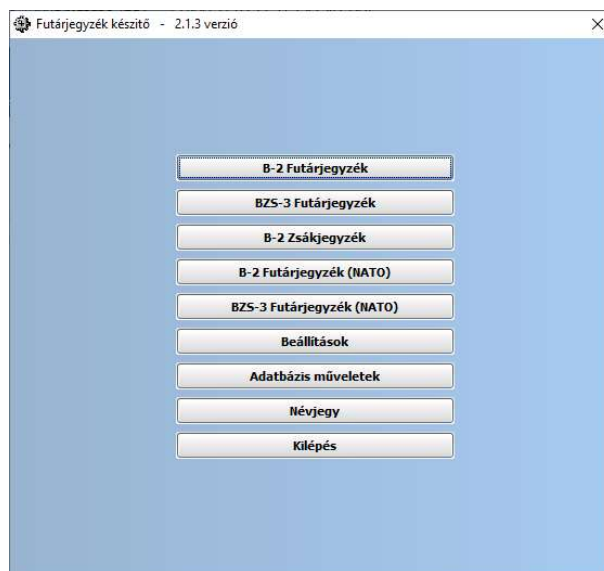 Futárjegyzék készitő - 2.1.3 verzió
B-2 Futárjegyzék
BZS-3 Futárjegyzék
B-2 Zsákjegyzék
B-2 Futárjegyzék (NATO)
BZS-3 Futárjegyzék (NATO)
Beállítások
Adatbázis műveletek
Névjegy
Kilépés